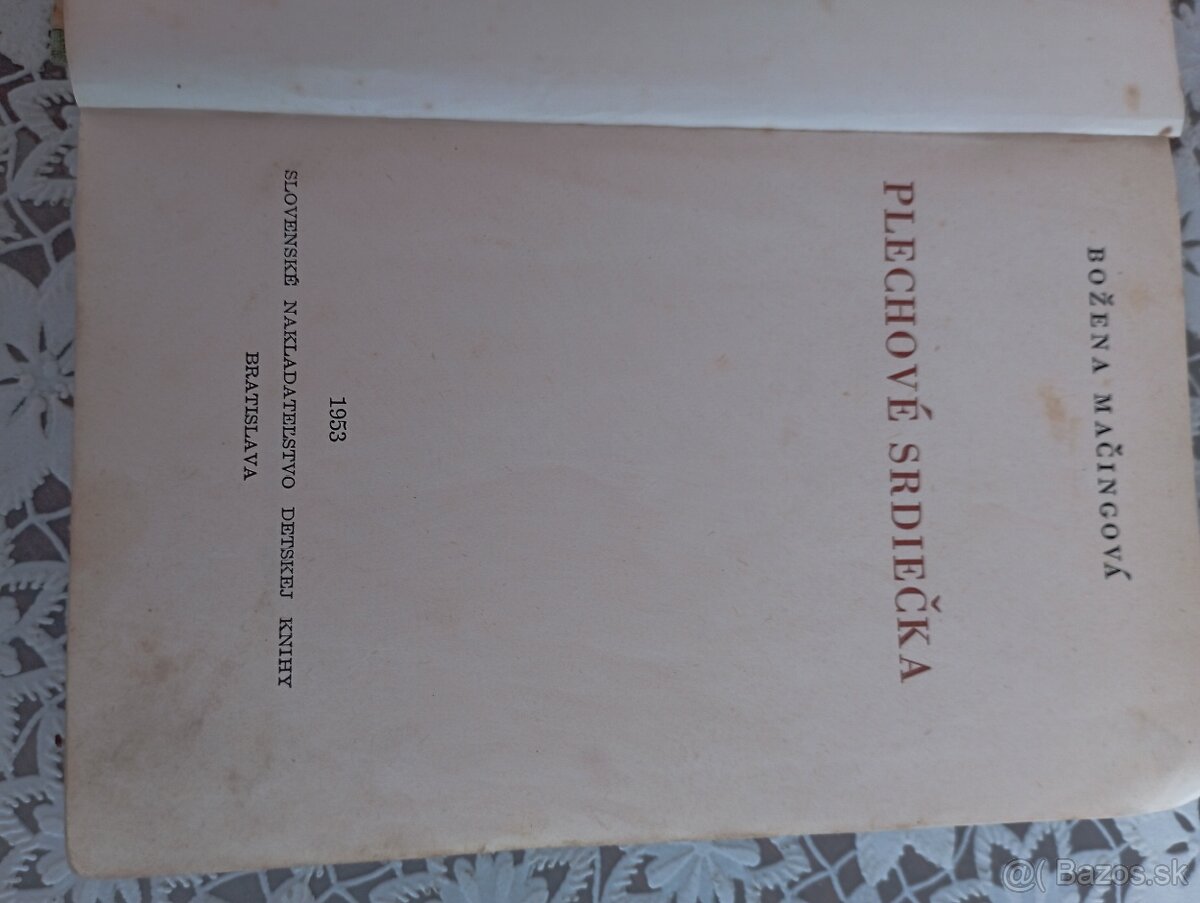 BOŽENA MAČINGOVÁ
PLECHOVÉ SRDIEČKA
1953
SLOVENSKÉ NAKLADATEĽSTVO DETSKEJ KNIHY
BRATISLAVA
@( Bazos.sk